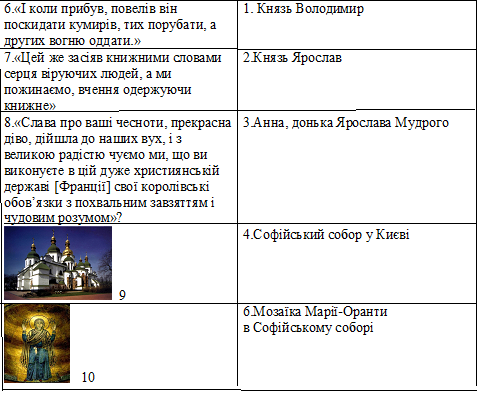 6.«І коли прибув, повелів він
поскидати кумирів, тих порубати, а
других вогню оддати.»
1. Князь Володимир
7.«Цей же засіяв книжними словами
серця віруючих людей, а ми
пожинаємо, вчення одержуючи
книжне»
2.Князь Ярослав
8.«Слава про ваші чесноти, прекрасна
діво, дійшла до наших вух, і з
великою радістю чуємо ми, що ви
виконуєте в цій дуже християнській
державі [Франції] свої королівські
обов’язки з похвальним завзяттям і
чудовим розумом»?
3.Анна, донька Ярослава Мудрого
9
4.Софійський собор у Києві
10
6.Мозаїка Марії-Оранти
в Софійському соборі